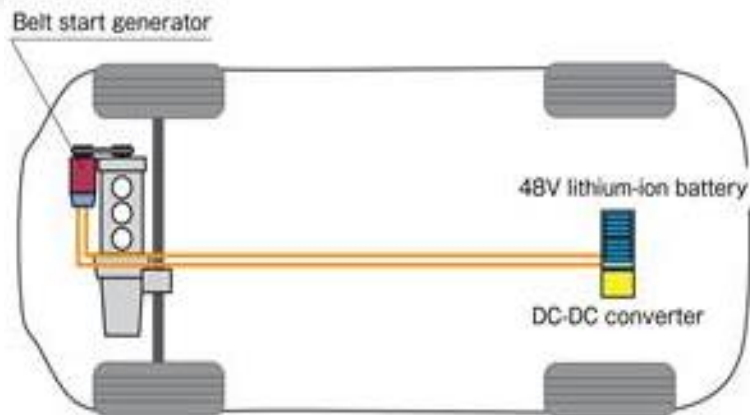 Belt start generator
48V lithium-ion battery
DC-DC converter